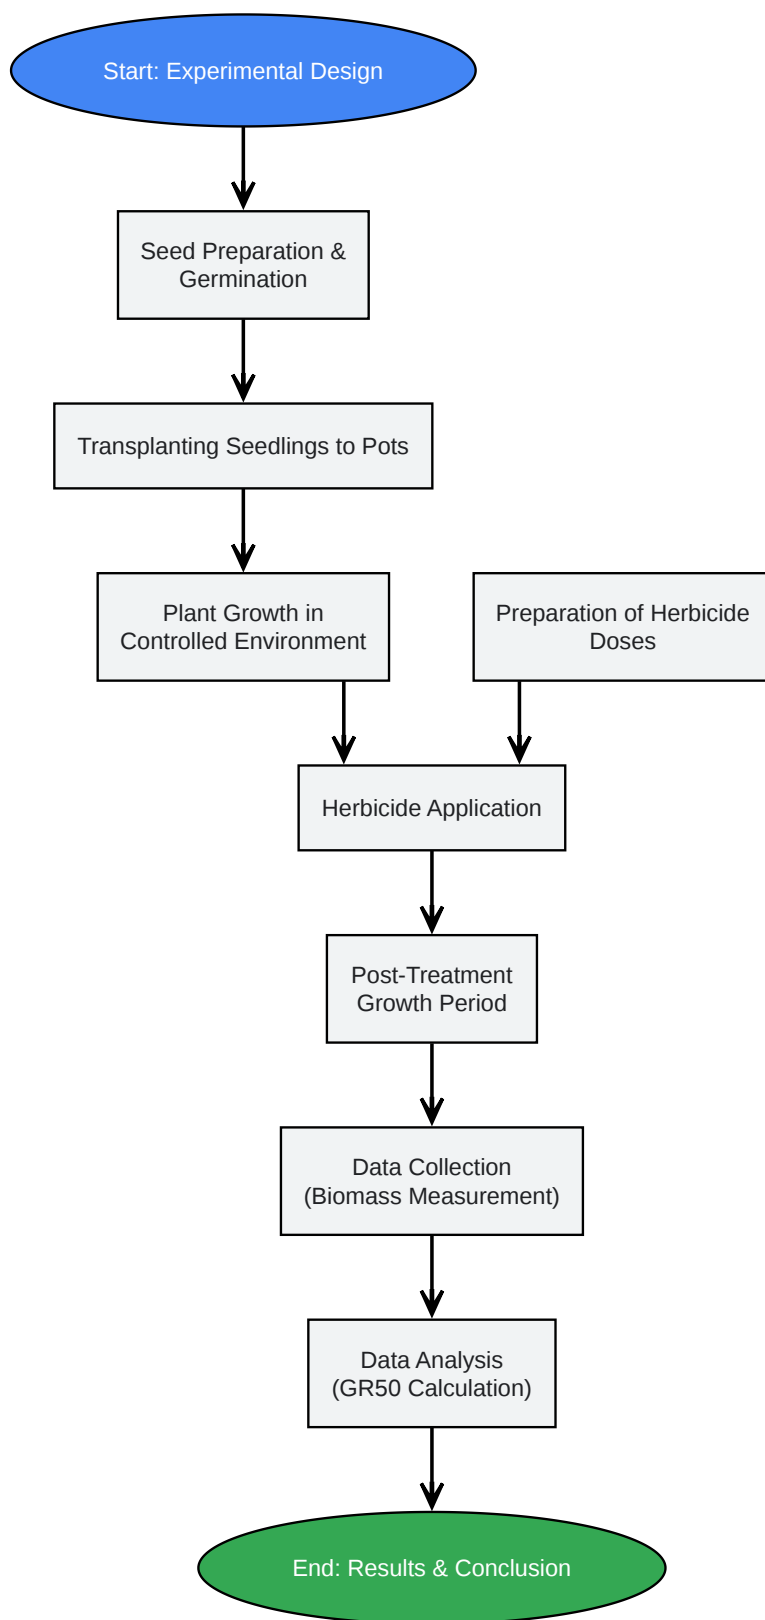 Start: Experimental Design
Seed Preparation &
Germination
Transplanting Seedlings to Pots
Plant Growth in
Controlled Environment
Preparation of Herbicide
Doses
Herbicide Application
Post-Treatment
Growth Period
Data Collection
(Biomass Measurement)
Data Analysis
(GR50 Calculation)
End: Results & Conclusion